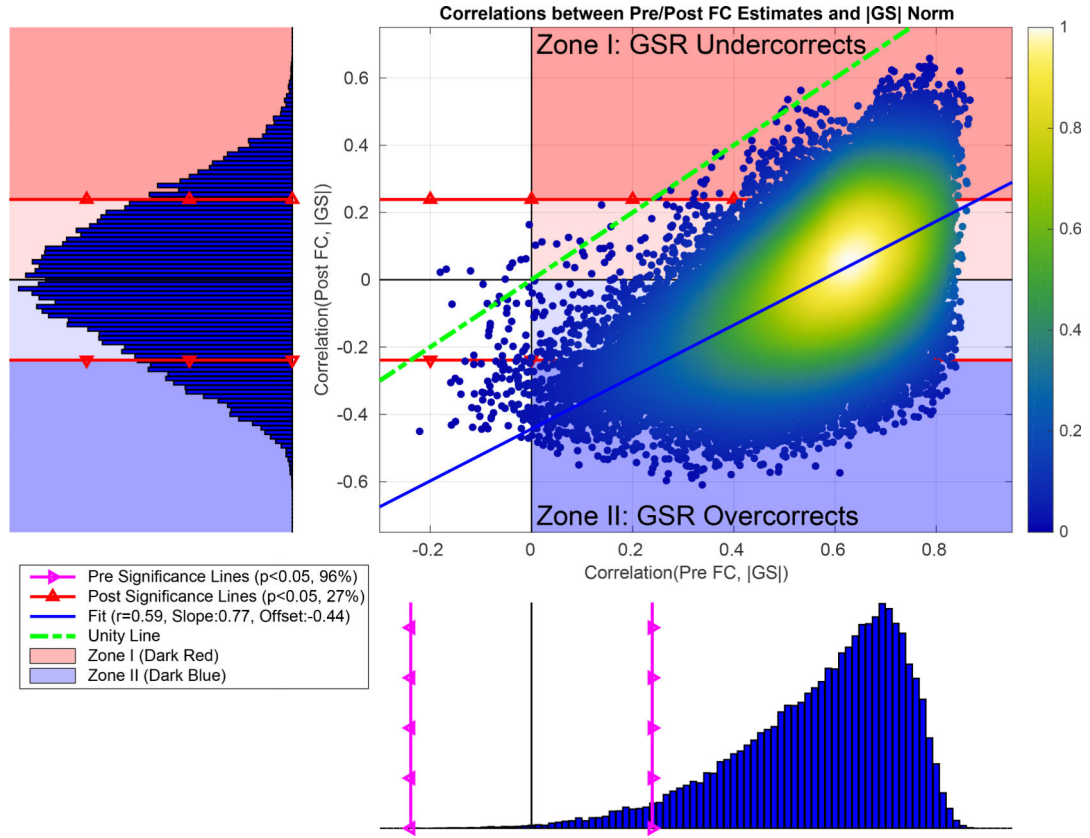 Correlations between Pre/Post FC Estimates and |GS| Norm
Zone I: GSR Undercorrects
Zone II: GSR Overcorrects
Correlation(Post FC, |GS|)
0.6
0.4
0.2
0
-0.2
-0.4
-0.6
-0.2
0
0.2
0.4
0.6
0.8
Correlation(Pre FC, |GS|)
1
0.8
0.6
0.4
0.2
0
Pre Significance Lines (p<0.05, 96%)
Post Significance Lines (p<0.05, 27%)
Fit (r=0.59, Slope:0.77, Offset:-0.44)
Unity Line
Zone I (Dark Red)
Zone II (Dark Blue)